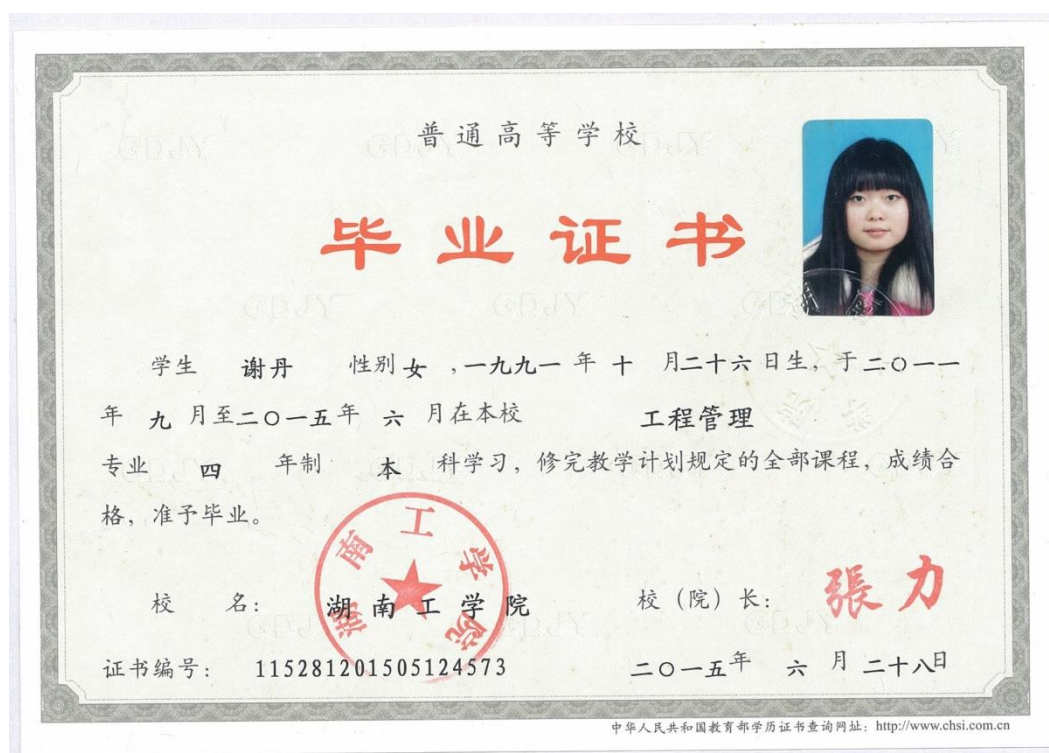 普通高等学校
毕业证书
学生 谢丹 性别 女 ,一九九一 年 十 月二十六 日生, 于二〇一一
年 九 月至二〇一五年 六 月在本校 工程管理
专业 四 年制 本 科学习, 修完教学计划规定的全部课程, 成绩合
格, 准予毕业。
湖南工学院
校 名: 湖南工学院 校(院)长: 張力
证书编号: 115281201505124573 二〇一五年 六 月 二十八日
中华人民共和国教育部学历证书查询网址: http://www.chsi.com.cn